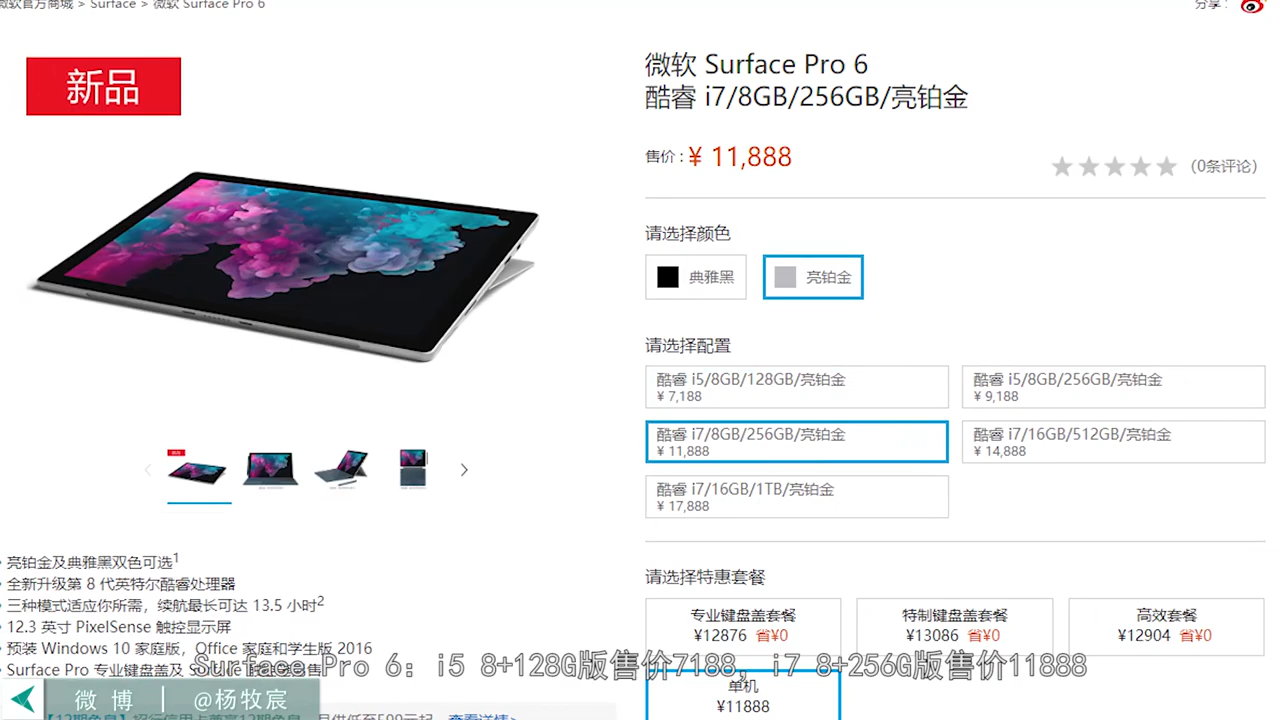 微软官方商城 > Surface > 微软 Surface Pro 6
分享：
新品
微软 Surface Pro 6
酷睿 i7/8GB/256GB/亮铂金
售价：¥ 11,888
(0条评论)
请选择颜色
典雅黑
亮铂金
请选择配置
酷睿 i5/8GB/128GB/亮铂金
¥ 7,188
酷睿 i5/8GB/256GB/亮铂金
¥ 9,188
酷睿 i7/8GB/256GB/亮铂金
¥ 11,888
酷睿 i7/16GB/512GB/亮铂金
¥ 14,888
酷睿 i7/16GB/1TB/亮铂金
¥ 17,888
新品
亮铂金及典雅黑双色可选1
全新升级第 8 代英特尔酷睿处理器
三种模式适应你所需，续航最长可达 13.5 小时2
12.3 英寸 PixelSense 触控显示屏
预装 Windows 10 家庭版，Office 家庭和学生版 2016
Surface Pro 专业键盘盖及
请选择特惠套餐
专业键盘盖套餐
¥12876 省¥0
特制键盘盖套餐
¥13086 省¥0
高效套餐
¥12904 省¥0
单机
¥11888
Surface Pro 6：i5 8+128G版售价7188，i7 8+256G版售价11888
微 博 | @杨牧宸